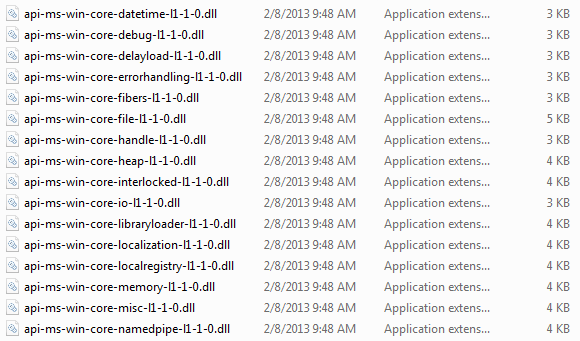 api-ms-win-core-datetime-l1-1-0.dll 2/8/2013 9:48 AM Application extens... 3 KB
api-ms-win-core-debug-l1-1-0.dll 2/8/2013 9:48 AM Application extens... 3 KB
api-ms-win-core-delayload-l1-1-0.dll 2/8/2013 9:48 AM Application extens... 3 KB
api-ms-win-core-errorhandling-l1-1-0.dll 2/8/2013 9:48 AM Application extens... 3 KB
api-ms-win-core-fibers-l1-1-0.dll 2/8/2013 9:48 AM Application extens... 3 KB
api-ms-win-core-file-l1-1-0.dll 2/8/2013 9:48 AM Application extens... 5 KB
api-ms-win-core-handle-l1-1-0.dll 2/8/2013 9:48 AM Application extens... 3 KB
api-ms-win-core-heap-l1-1-0.dll 2/8/2013 9:48 AM Application extens... 4 KB
api-ms-win-core-interlocked-l1-1-0.dll 2/8/2013 9:48 AM Application extens... 4 KB
api-ms-win-core-io-l1-1-0.dll 2/8/2013 9:48 AM Application extens... 3 KB
api-ms-win-core-libraryloader-l1-1-0.dll 2/8/2013 9:48 AM Application extens... 4 KB
api-ms-win-core-localization-l1-1-0.dll 2/8/2013 9:48 AM Application extens... 4 KB
api-ms-win-core-localregistry-l1-1-0.dll 2/8/2013 9:48 AM Application extens... 4 KB
api-ms-win-core-memory-l1-1-0.dll 2/8/2013 9:48 AM Application extens... 4 KB
api-ms-win-core-misc-l1-1-0.dll 2/8/2013 9:48 AM Application extens... 4 KB
api-ms-win-core-namedpipe-l1-1-0.dll 2/8/2013 9:48 AM Application extens... 4 KB